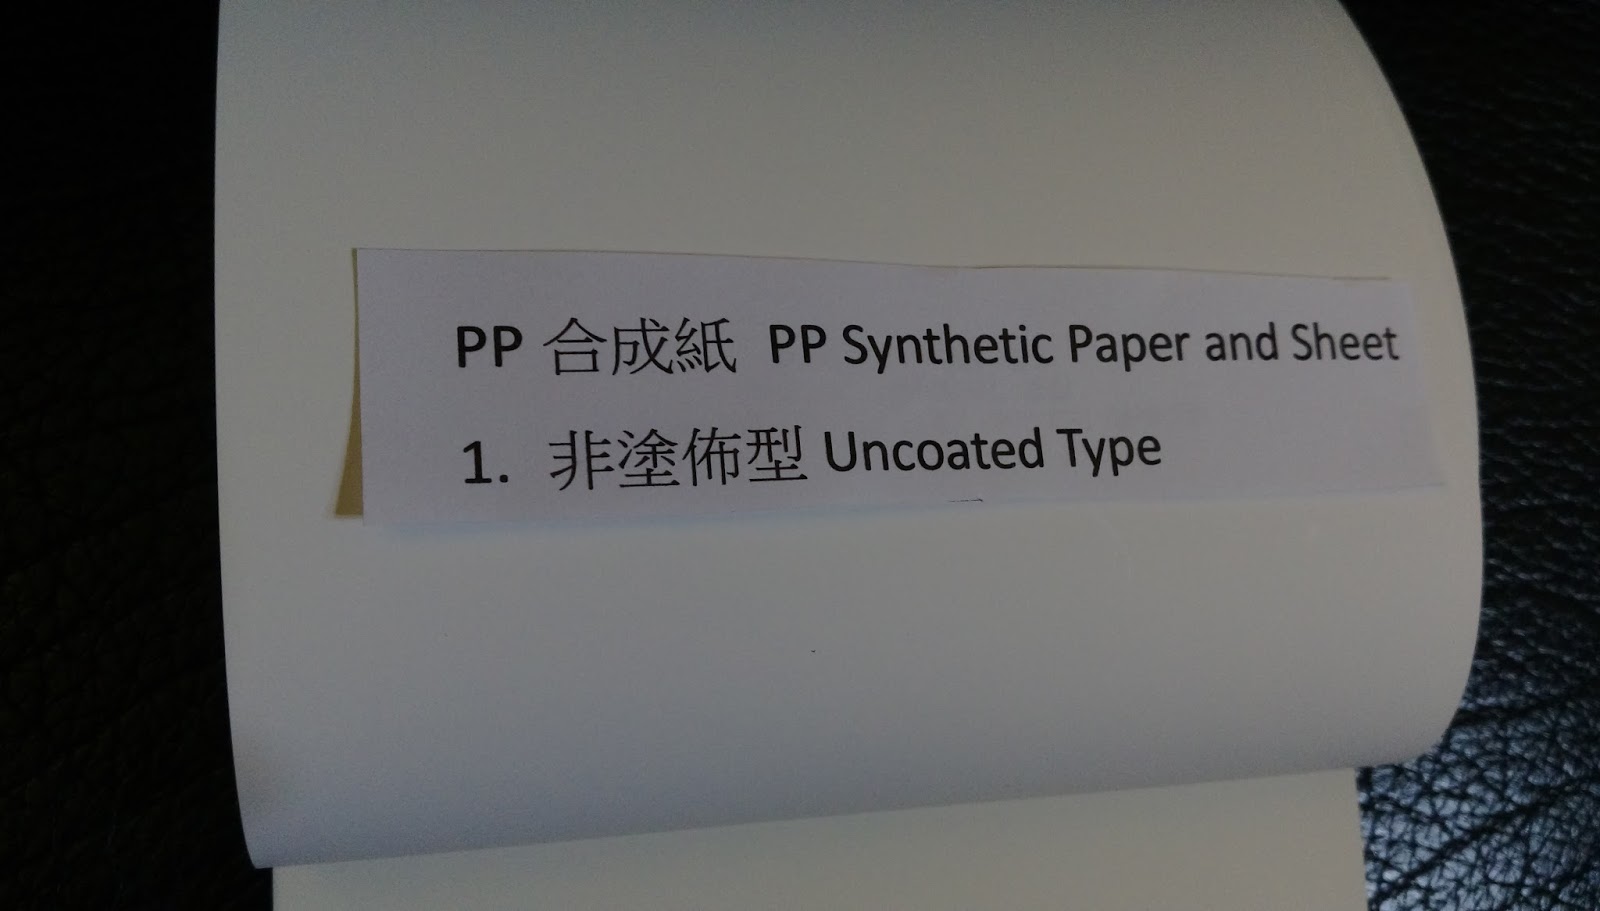 PP 合成紙 PP Synthetic Paper and Sheet
1. 非塗佈型 Uncoated Type